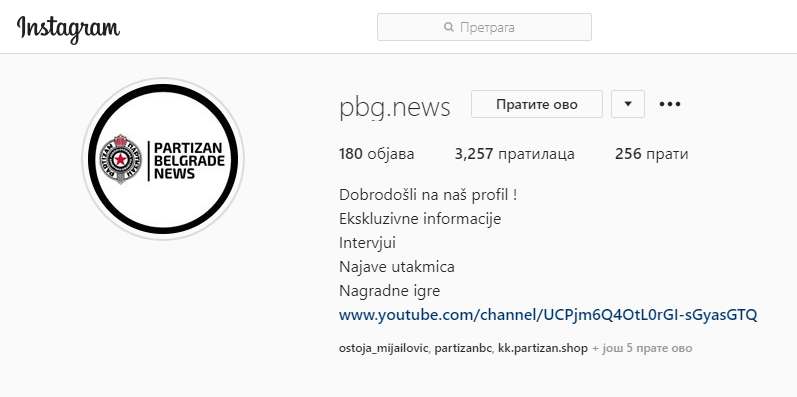 Instagram
Претрага
PARTIZAN
BELGRADE
NEWS
pbg.news
Пратите ово
180 објава 3,257 пратилаца 256 прати
Dobrodošli na naš profil !
Ekskluzivne informacije
Intervjui
Najave utakmica
Nagradne igre
www.youtube.com/channel/UCPjm6Q4OtL0rGI-sGyasGTQ
ostoja_mijailovic, partizanbc, kk.partizan.shop + још 5 прате ово